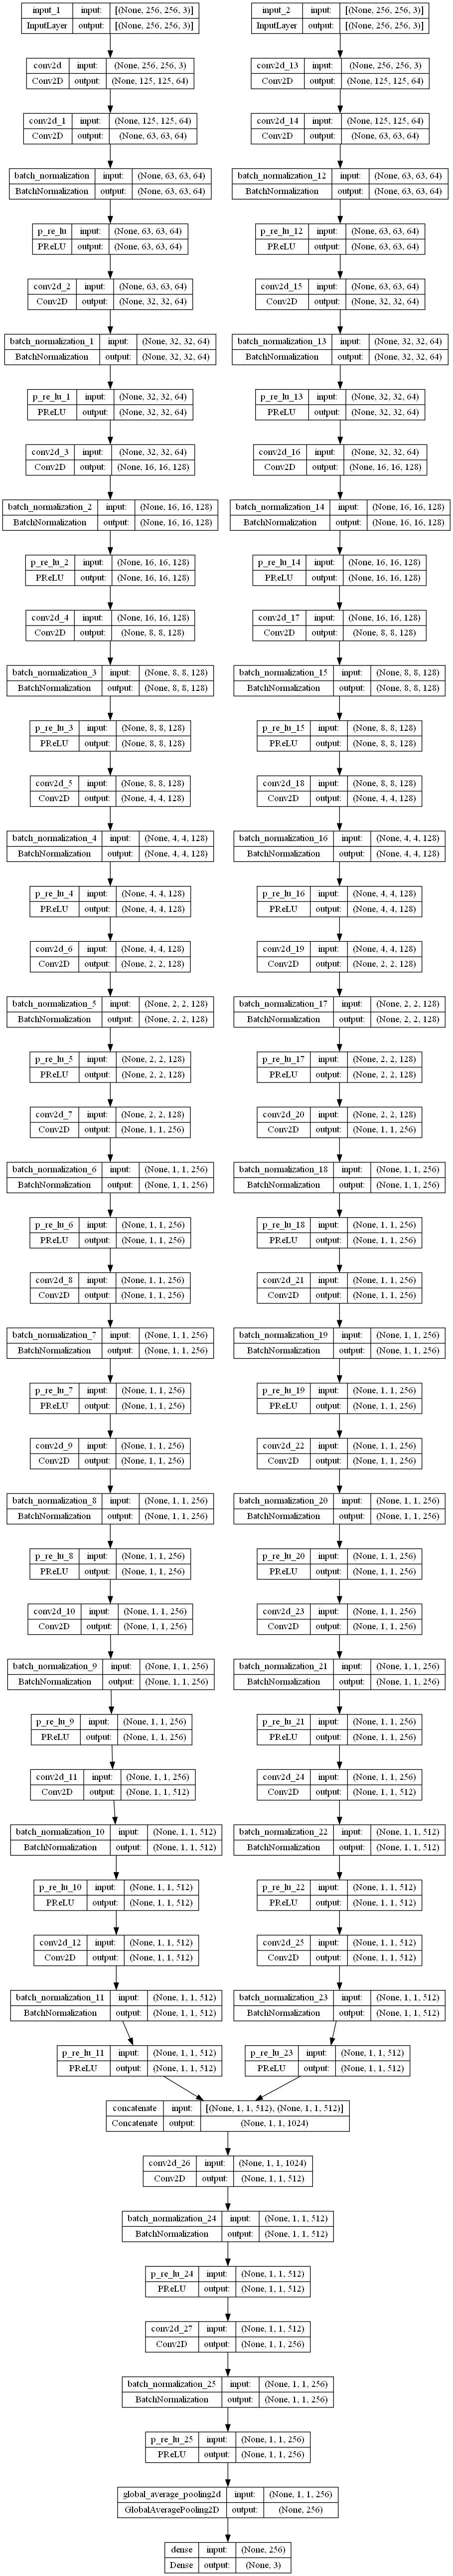 input_1 input: [(None, 256, 256, 3)]
InputLayer output: [(None, 256, 256, 3)]
conv2d input: (None, 256, 256, 3)
Conv2D output: (None, 125, 125, 64)
conv2d_1 input: (None, 125, 125, 64)
Conv2D output: (None, 63, 63, 64)
batch_normalization input: (None, 63, 63, 64)
BatchNormalization output: (None, 63, 63, 64)
p_re_lu input: (None, 63, 63, 64)
PReLU output: (None, 63, 63, 64)
conv2d_2 input: (None, 63, 63, 64)
Conv2D output: (None, 32, 32, 64)
batch_normalization_1 input: (None, 32, 32, 64)
BatchNormalization output: (None, 32, 32, 64)
p_re_lu_1 input: (None, 32, 32, 64)
PReLU output: (None, 32, 32, 64)
conv2d_3 input: (None, 32, 32, 64)
Conv2D output: (None, 16, 16, 128)
batch_normalization_2 input: (None, 16, 16, 128)
BatchNormalization output: (None, 16, 16, 128)
p_re_lu_2 input: (None, 16, 16, 128)
PReLU output: (None, 16, 16, 128)
conv2d_4 input: (None, 16, 16, 128)
Conv2D output: (None, 8, 8, 128)
batch_normalization_3 input: (None, 8, 8, 128)
BatchNormalization output: (None, 8, 8, 128)
p_re_lu_3 input: (None, 8, 8, 128)
PReLU output: (None, 8, 8, 128)
conv2d_5 input: (None, 8, 8, 128)
Conv2D output: (None, 4, 4, 128)
batch_normalization_4 input: (None, 4, 4, 128)
BatchNormalization output: (None, 4, 4, 128)
p_re_lu_4 input: (None, 4, 4, 128)
PReLU output: (None, 4, 4, 128)
conv2d_6 input: (None, 4, 4, 128)
Conv2D output: (None, 2, 2, 128)
batch_normalization_5 input: (None, 2, 2, 128)
BatchNormalization output: (None, 2, 2, 128)
p_re_lu_5 input: (None, 2, 2, 128)
PReLU output: (None, 2, 2, 128)
conv2d_7 input: (None, 2, 2, 128)
Conv2D output: (None, 1, 1, 256)
batch_normalization_6 input: (None, 1, 1, 256)
BatchNormalization output: (None, 1, 1, 256)
p_re_lu_6 input: (None, 1, 1, 256)
PReLU output: (None, 1, 1, 256)
conv2d_8 input: (None, 1, 1, 256)
Conv2D output: (None, 1, 1, 256)
batch_normalization_7 input: (None, 1, 1, 256)
BatchNormalization output: (None, 1, 1, 256)
p_re_lu_7 input: (None, 1, 1, 256)
PReLU output: (None, 1, 1, 256)
conv2d_9 input: (None, 1, 1, 256)
Conv2D output: (None, 1, 1, 256)
batch_normalization_8 input: (None, 1, 1, 256)
BatchNormalization output: (None, 1, 1, 256)
p_re_lu_8 input: (None, 1, 1, 256)
PReLU output: (None, 1, 1, 256)
conv2d_10 input: (None, 1, 1, 256)
Conv2D output: (None, 1, 1, 256)
batch_normalization_9 input: (None, 1, 1, 256)
BatchNormalization output: (None, 1, 1, 256)
p_re_lu_9 input: (None, 1, 1, 256)
PReLU output: (None, 1, 1, 256)
conv2d_11 input: (None, 1, 1, 256)
Conv2D output: (None, 1, 1, 512)
batch_normalization_10 input: (None, 1, 1, 512)
BatchNormalization output: (None, 1, 1, 512)
p_re_lu_10 input: (None, 1, 1, 512)
PReLU output: (None, 1, 1, 512)
conv2d_12 input: (None, 1, 1, 512)
Conv2D output: (None, 1, 1, 512)
batch_normalization_11 input: (None, 1, 1, 512)
BatchNormalization output: (None, 1, 1, 512)
p_re_lu_11 input: (None, 1, 1, 512)
PReLU output: (None, 1, 1, 512)
input_2 input: [(None, 256, 256, 3)]
InputLayer output: [(None, 256, 256, 3)]
conv2d_13 input: (None, 256, 256, 3)
Conv2D output: (None, 125, 125, 64)
conv2d_14 input: (None, 125, 125, 64)
Conv2D output: (None, 63, 63, 64)
batch_normalization_12 input: (None, 63, 63, 64)
BatchNormalization output: (None, 63, 63, 64)
p_re_lu_12 input: (None, 63, 63, 64)
PReLU output: (None, 63, 63, 64)
conv2d_15 input: (None, 63, 63, 64)
Conv2D output: (None, 32, 32, 64)
batch_normalization_13 input: (None, 32, 32, 64)
BatchNormalization output: (None, 32, 32, 64)
p_re_lu_13 input: (None, 32, 32, 64)
PReLU output: (None, 32, 32, 64)
conv2d_16 input: (None, 32, 32, 64)
Conv2D output: (None, 16, 16, 128)
batch_normalization_14 input: (None, 16, 16, 128)
BatchNormalization output: (None, 16, 16, 128)
p_re_lu_14 input: (None, 16, 16, 128)
PReLU output: (None, 16, 16, 128)
conv2d_17 input: (None, 16, 16, 128)
Conv2D output: (None, 8, 8, 128)
batch_normalization_15 input: (None, 8, 8, 128)
BatchNormalization output: (None, 8, 8, 128)
p_re_lu_15 input: (None, 8, 8, 128)
PReLU output: (None, 8, 8, 128)
conv2d_18 input: (None, 8, 8, 128)
Conv2D output: (None, 4, 4, 128)
batch_normalization_16 input: (None, 4, 4, 128)
BatchNormalization output: (None, 4, 4, 128)
p_re_lu_16 input: (None, 4, 4, 128)
PReLU output: (None, 4, 4, 128)
conv2d_19 input: (None, 4, 4, 128)
Conv2D output: (None, 2, 2, 128)
batch_normalization_17 input: (None, 2, 2, 128)
BatchNormalization output: (None, 2, 2, 128)
p_re_lu_17 input: (None, 2, 2, 128)
PReLU output: (None, 2, 2, 128)
conv2d_20 input: (None, 2, 2, 128)
Conv2D output: (None, 1, 1, 256)
batch_normalization_18 input: (None, 1, 1, 256)
BatchNormalization output: (None, 1, 1, 256)
p_re_lu_18 input: (None, 1, 1, 256)
PReLU output: (None, 1, 1, 256)
conv2d_21 input: (None, 1, 1, 256)
Conv2D output: (None, 1, 1, 256)
batch_normalization_19 input: (None, 1, 1, 256)
BatchNormalization output: (None, 1, 1, 256)
p_re_lu_19 input: (None, 1, 1, 256)
PReLU output: (None, 1, 1, 256)
conv2d_22 input: (None, 1, 1, 256)
Conv2D output: (None, 1, 1, 256)
batch_normalization_20 input: (None, 1, 1, 256)
BatchNormalization output: (None, 1, 1, 256)
p_re_lu_20 input: (None, 1, 1, 256)
PReLU output: (None, 1, 1, 256)
conv2d_23 input: (None, 1, 1, 256)
Conv2D output: (None, 1, 1, 256)
batch_normalization_21 input: (None, 1, 1, 256)
BatchNormalization output: (None, 1, 1, 256)
p_re_lu_21 input: (None, 1, 1, 256)
PReLU output: (None, 1, 1, 256)
conv2d_24 input: (None, 1, 1, 256)
Conv2D output: (None, 1, 1, 512)
batch_normalization_22 input: (None, 1, 1, 512)
BatchNormalization output: (None, 1, 1, 512)
p_re_lu_22 input: (None, 1, 1, 512)
PReLU output: (None, 1, 1, 512)
conv2d_25 input: (None, 1, 1, 512)
Conv2D output: (None, 1, 1, 512)
batch_normalization_23 input: (None, 1, 1, 512)
BatchNormalization output: (None, 1, 1, 512)
p_re_lu_23 input: (None, 1, 1, 512)
PReLU output: (None, 1, 1, 512)
concatenate input: [(None, 1, 1, 512), (None, 1, 1, 512)]
Concatenate output: (None, 1, 1, 1024)
conv2d_26 input: (None, 1, 1, 1024)
Conv2D output: (None, 1, 1, 512)
batch_normalization_24 input: (None, 1, 1, 512)
BatchNormalization output: (None, 1, 1, 512)
p_re_lu_24 input: (None, 1, 1, 512)
PReLU output: (None, 1, 1, 512)
conv2d_27 input: (None, 1, 1, 512)
Conv2D output: (None, 1, 1, 256)
batch_normalization_25 input: (None, 1, 1, 256)
BatchNormalization output: (None, 1, 1, 256)
p_re_lu_25 input: (None, 1, 1, 256)
PReLU output: (None, 1, 1, 256)
global_average_pooling2d input: (None, 1, 1, 256)
GlobalAveragePooling2D output: (None, 256)
dense input: (None, 256)
Dense output: (None, 3)